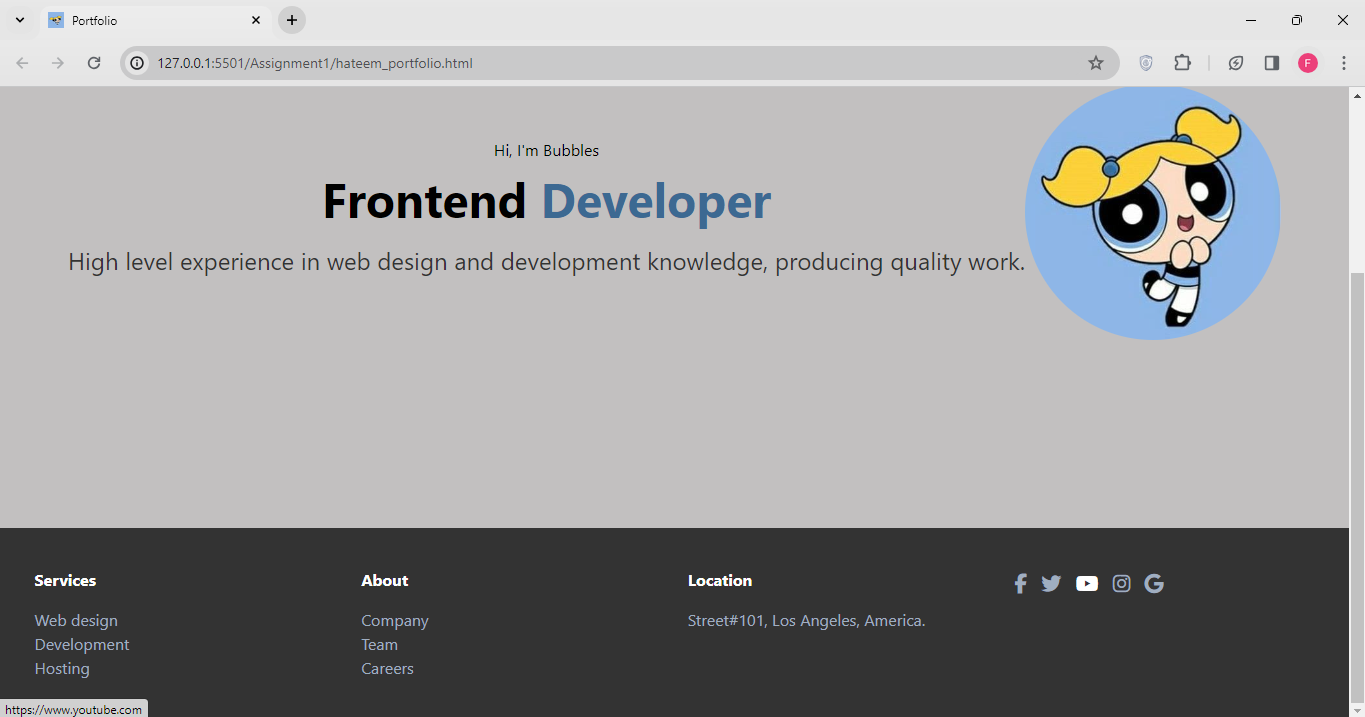 Portfolio
127.0.0.1:5501/Assignment1/hateem_portfolio.html
F
Hi, I'm Bubbles
Frontend Developer
High level experience in web design and development knowledge, producing quality work.
Services
Web design
Development
Hosting
About
Company
Team
Careers
Location
Street#101, Los Angeles, America.
https://www.youtube.com